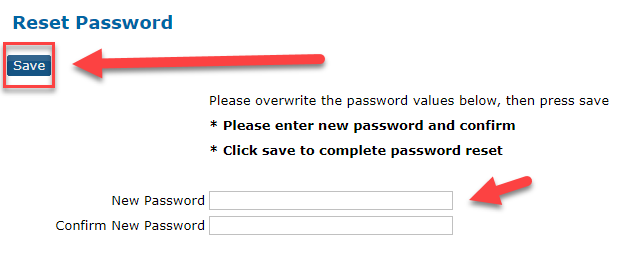 Reset Password
Save
Please overwrite the password values below, then press save
* Please enter new password and confirm
* Click save to complete password reset
New Password
Confirm New Password